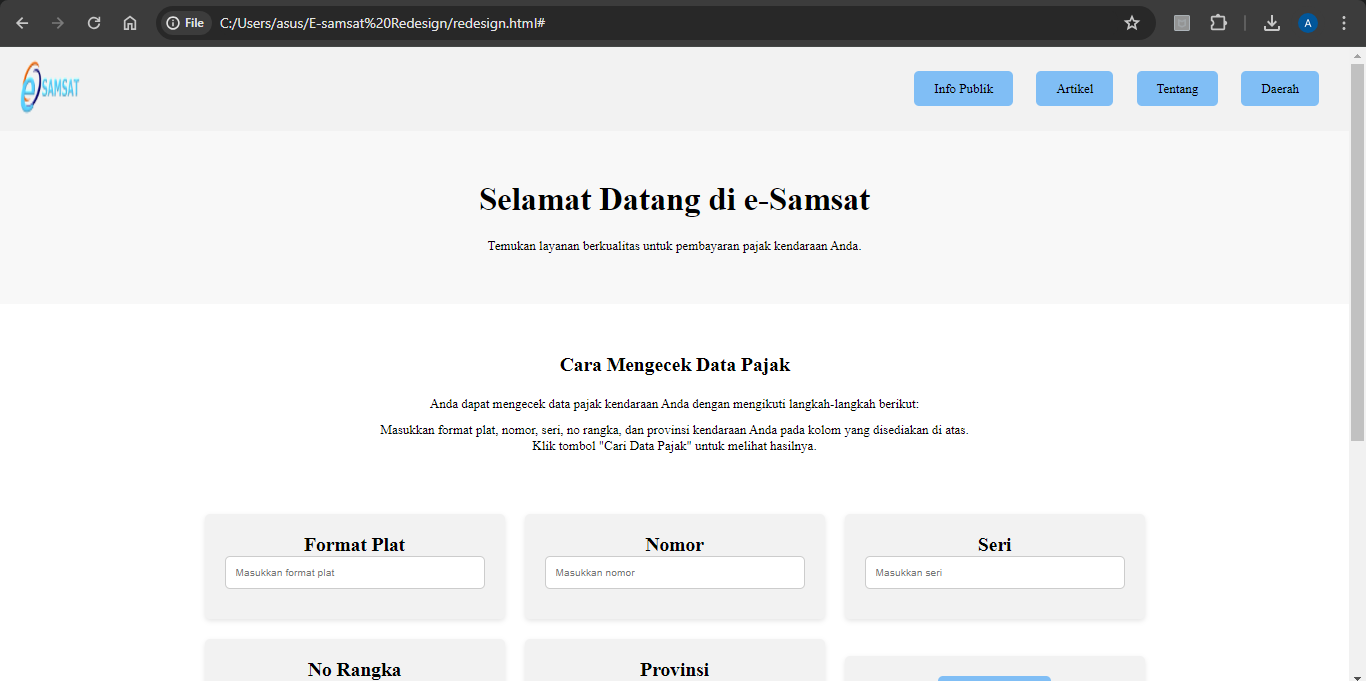 File C:/Users/asus/E-samsat%20Redesign/redesign.html#
A
e SAMSAT
Info Publik Artikel Tentang Daerah
Selamat Datang di e-Samsat
Temukan layanan berkualitas untuk pembayaran pajak kendaraan Anda.
Cara Mengecek Data Pajak
Anda dapat mengecek data pajak kendaraan Anda dengan mengikuti langkah-langkah berikut:
Masukkan format plat, nomor, seri, no rangka, dan provinsi kendaraan Anda pada kolom yang disediakan di atas.
Klik tombol "Cari Data Pajak" untuk melihat hasilnya.
Format Plat Nomor Seri
Masukkan format plat Masukkan nomor Masukkan seri
No Rangka Provinsi